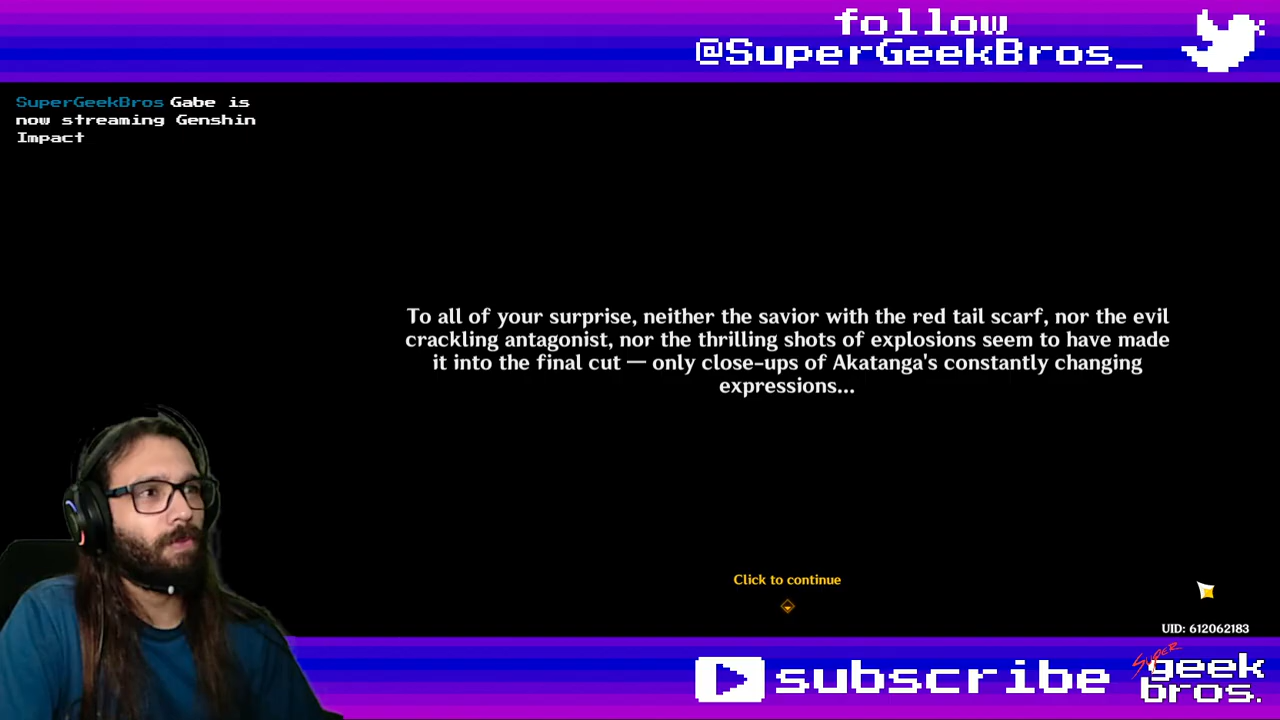 follow
@SuperGeekBros_
SuperGeekBros Gabe is
now streaming Genshin
Impact
To all of your surprise, neither the savior with the red tail scarf, nor the evil
crackling antagonist, nor the thrilling shots of explosions seem to have made
it into the final cut — only close-ups of Akatanga's constantly changing
expressions...
Click to continue
UID: 612062183
subscribe
SUPER
geek
bros.